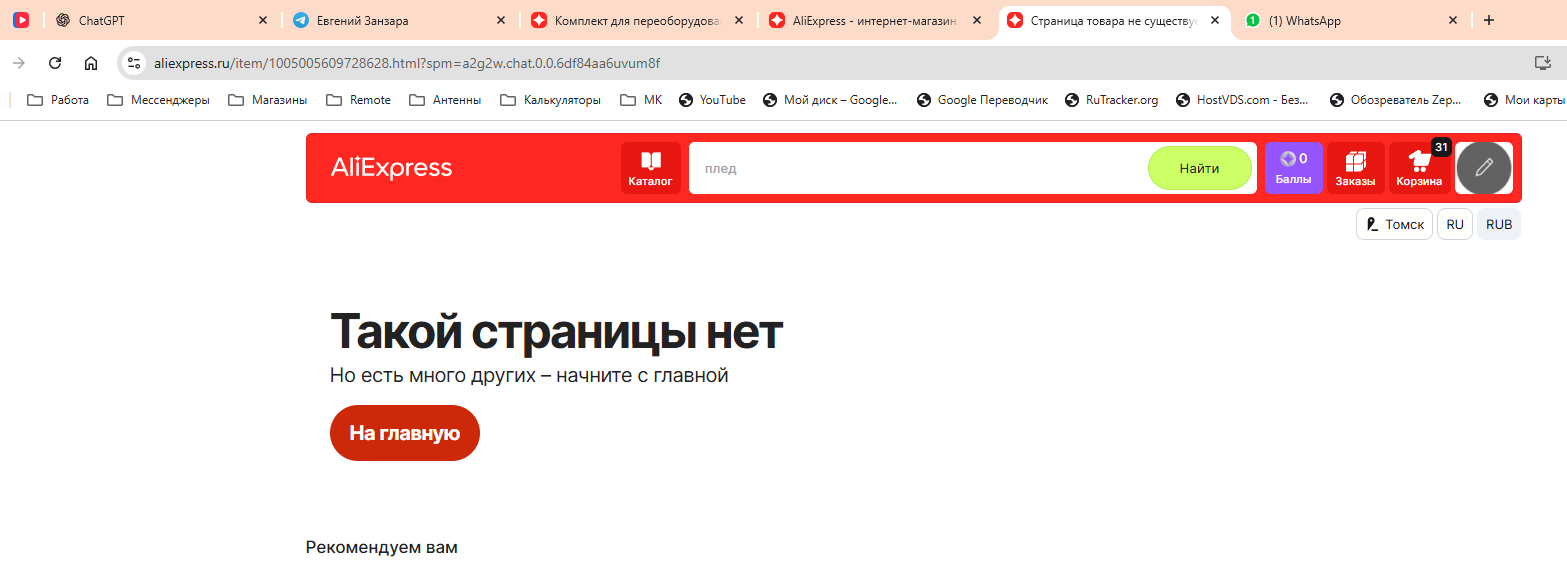 ChatGPT
Евгений Занзара
Комплект для переоборудова
AliExpress - интернет-магазин
Страница товара не существуе
1
(1) WhatsApp
aliexpress.ru/item/1005005609728628.html?spm=a2g2w.chat.0.0.6df84aa6uvum8f
Работа
Мессенджеры
Магазины
Remote
Антенны
Калькуляторы
МК
YouTube
Мой диск – Google...
Google Переводчик
RuTracker.org
HostVDS.com - Без...
Обозреватель Zep...
Мои карты
AliExpress
Каталог
плед
Найти
0
Баллы
Заказы
31
Корзина
Томск
RU
RUB
Такой страницы нет
Но есть много других – начните с главной
На главную
Рекомендуем вам